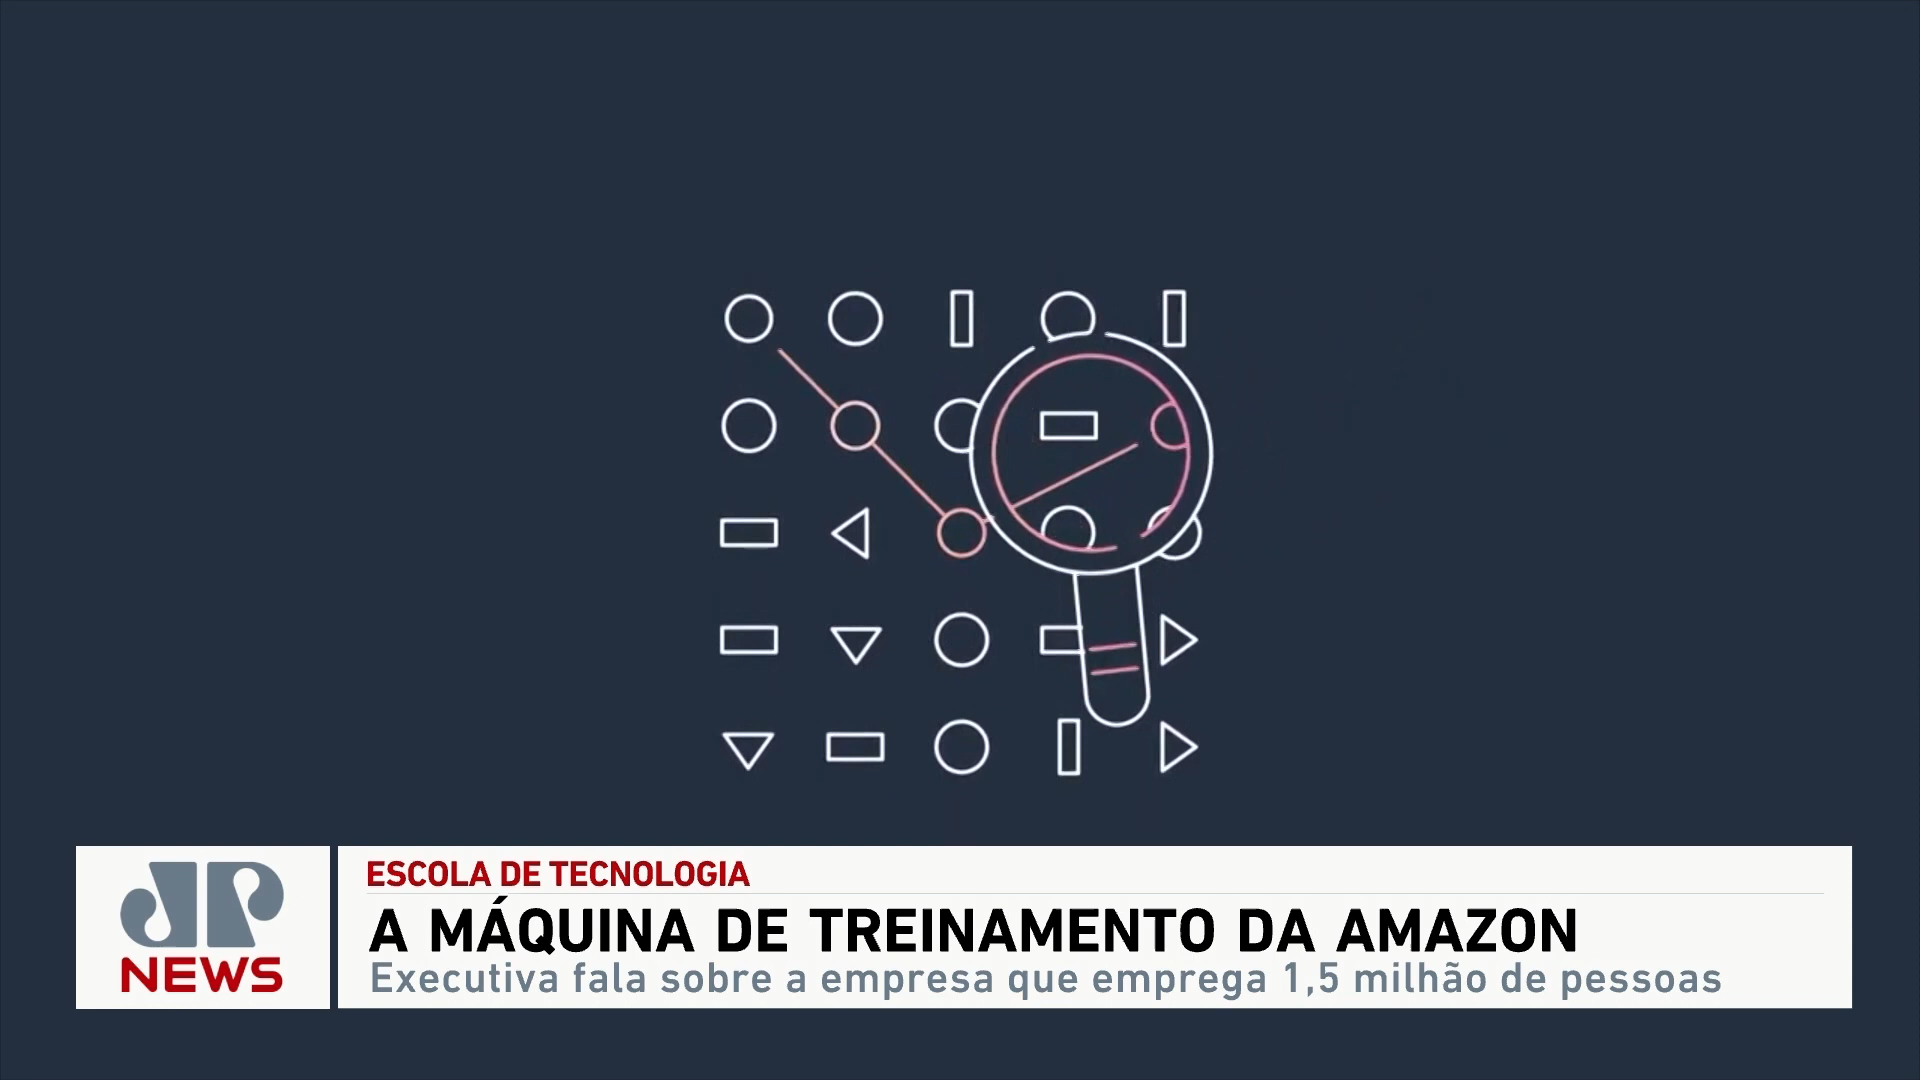 JP
NEWS
ESCOLA DE TECNOLOGIA
A MÁQUINA DE TREINAMENTO DA AMAZON
Executiva fala sobre a empresa que emprega 1,5 milhão de pessoas